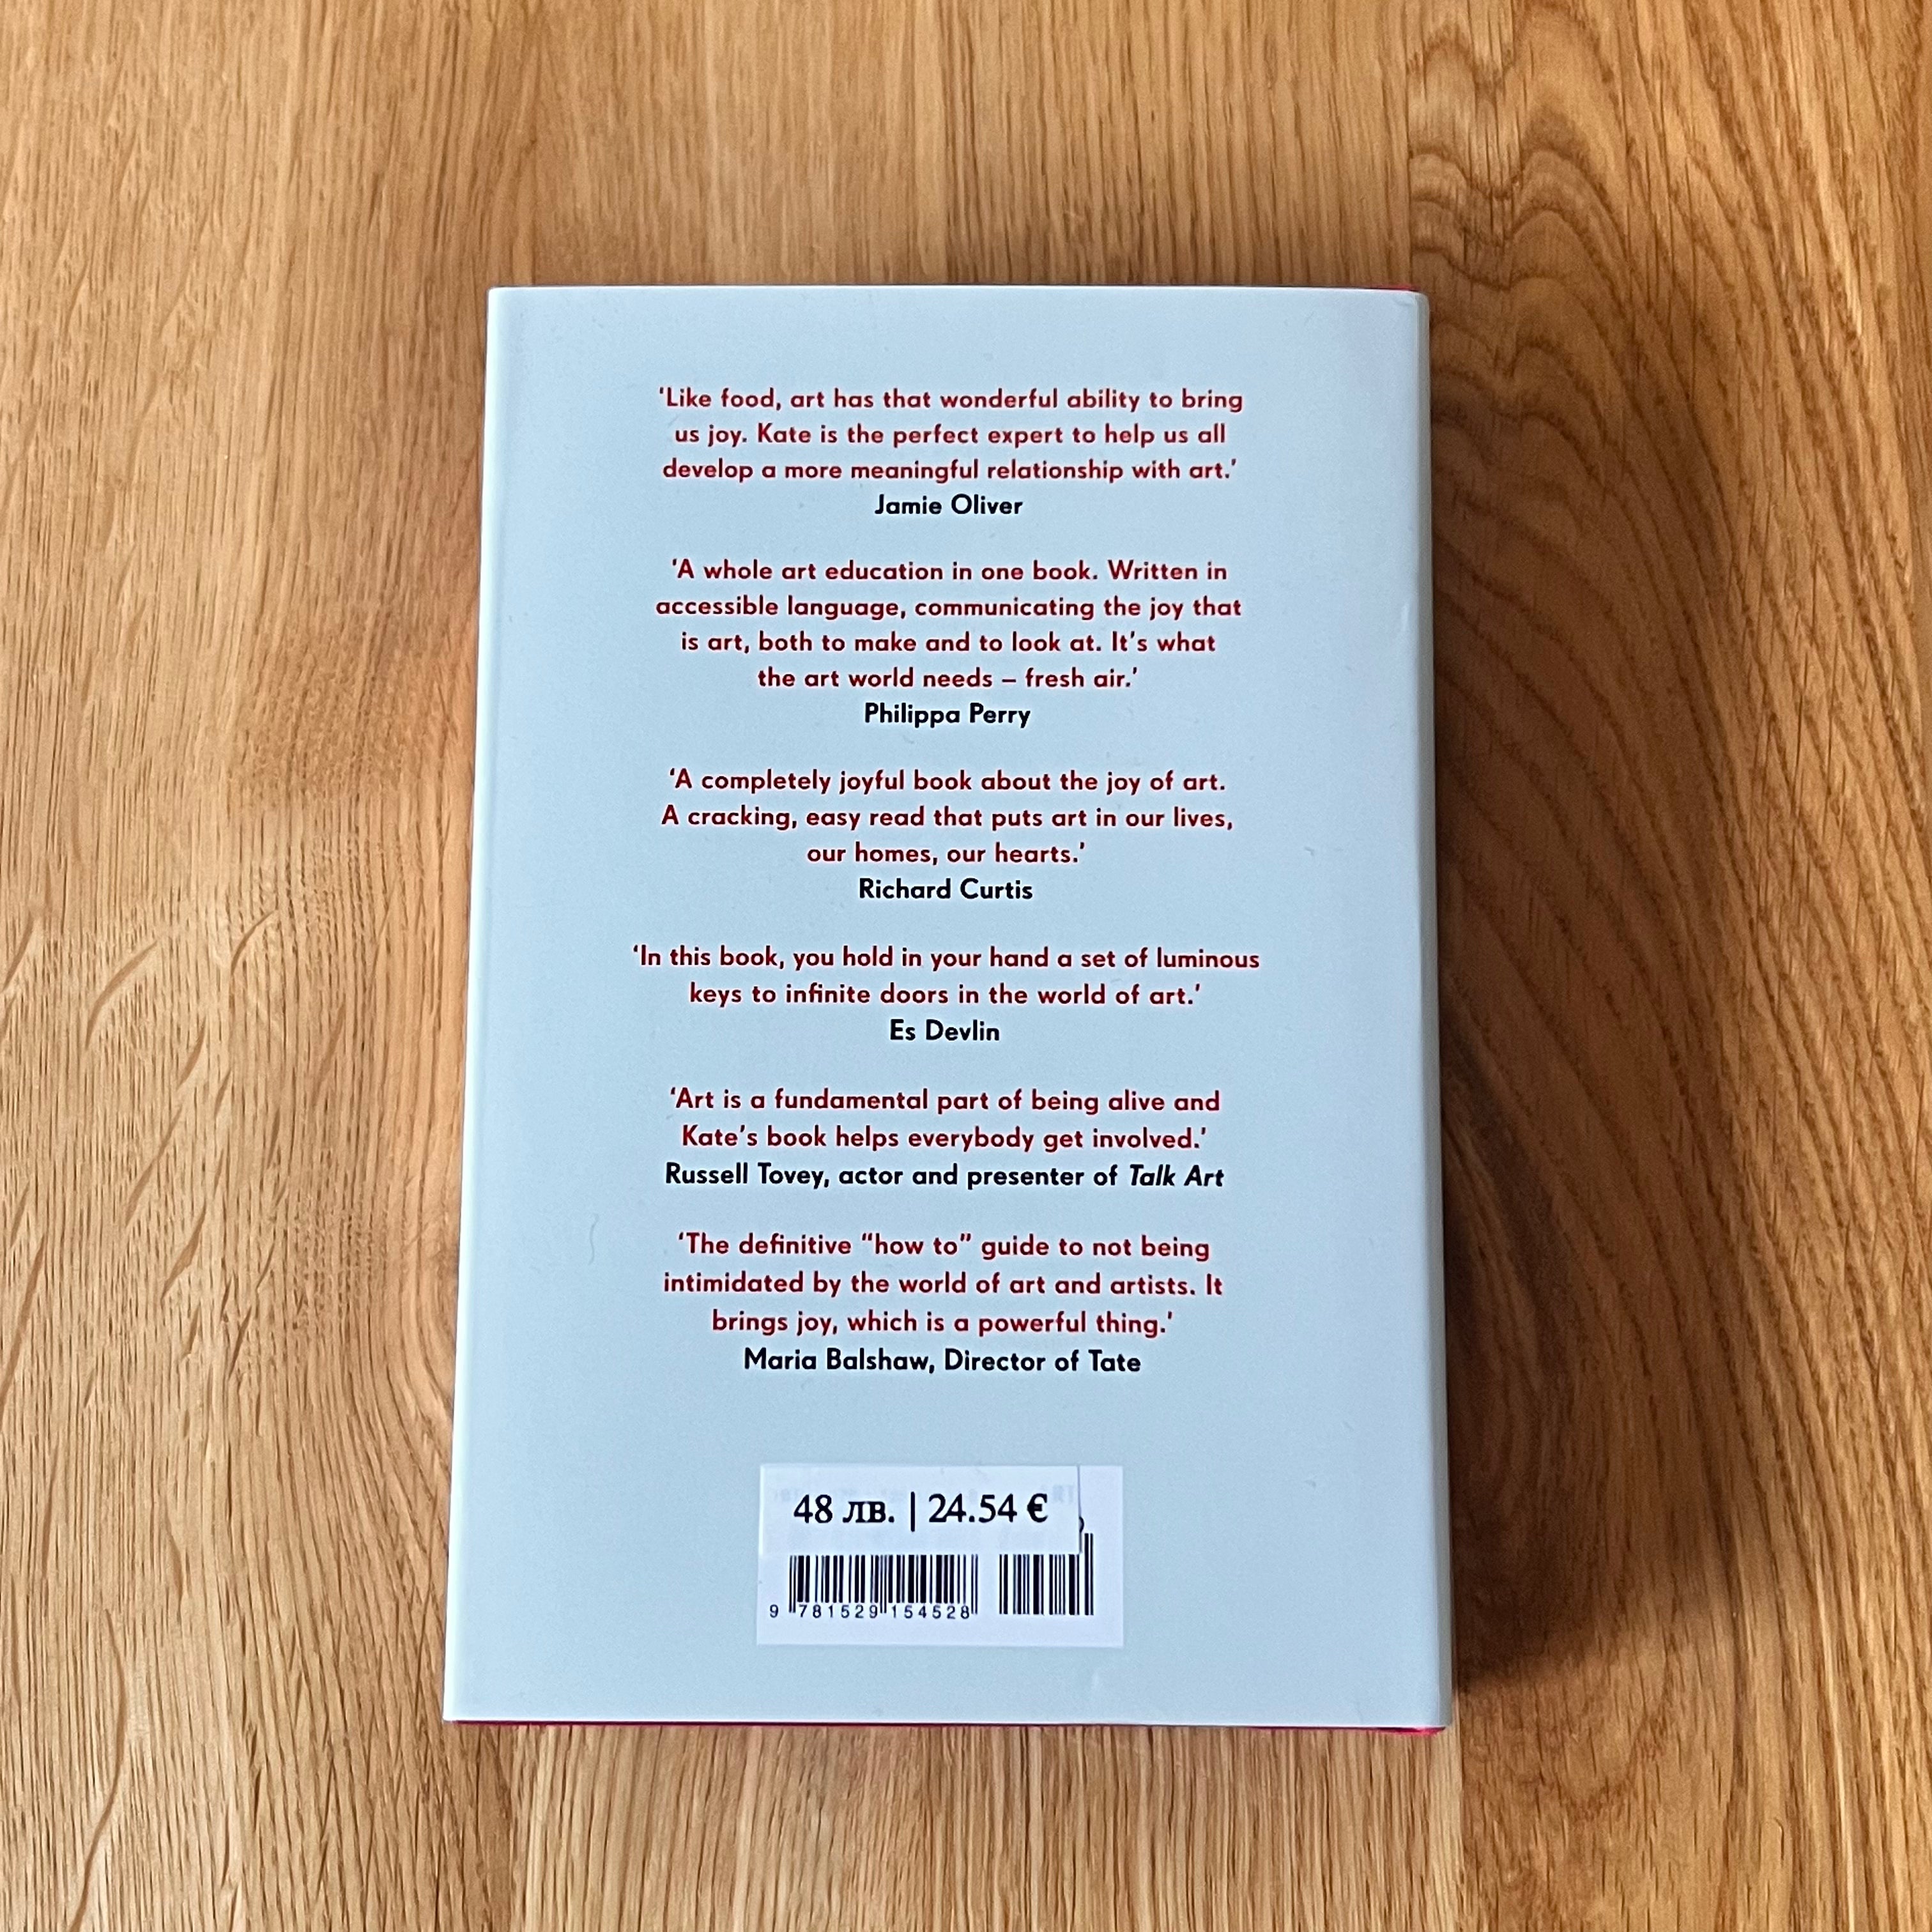 ‘Like food, art has that wonderful ability to bring
us joy. Kate is the perfect expert to help us all
develop a more meaningful relationship with art.’
Jamie Oliver
‘A whole art education in one book. Written in
accessible language, communicating the joy that
is art, both to make and to look at. It’s what
the art world needs – fresh air.’
Philippa Perry
‘A completely joyful book about the joy of art.
A cracking, easy read that puts art in our lives,
our homes, our hearts.’
Richard Curtis
‘In this book, you hold in your hand a set of luminous
keys to infinite doors in the world of art.’
Es Devlin
‘Art is a fundamental part of being alive and
Kate’s book helps everybody get involved.’
Russell Tovey, actor and presenter of Talk Art
‘The definitive “how to” guide to not being
intimidated by the world of art and artists. It
brings joy, which is a powerful thing.’
Maria Balshaw, Director of Tate
48 лв. | 24.54 €
9 781529 154528